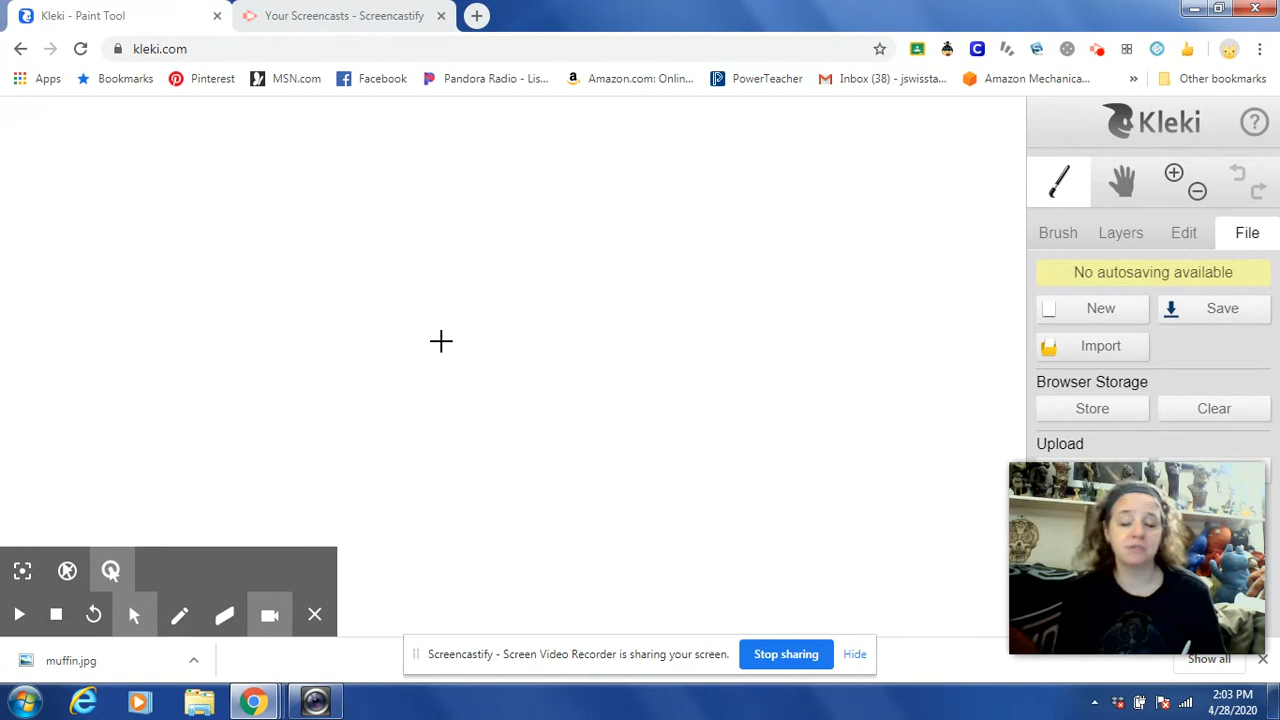 Kleki - Paint Tool
Your Screencasts - Screencastify
kleki.com
Apps
Bookmarks
Pinterest
MSN.com
Facebook
Pandora Radio - Lis...
Amazon.com: Onlin...
PowerTeacher
Inbox (38) - jswissta...
Amazon Mechanica...
»
Other bookmarks
Kleki
?
Brush Layers Edit File
No autosaving available
New Save
Import
Browser Storage
Store Clear
Upload
muffin.jpg
Screencastify - Screen Video Recorder is sharing your screen. Stop sharing Hide
Show all
2:03 PM
4/28/2020